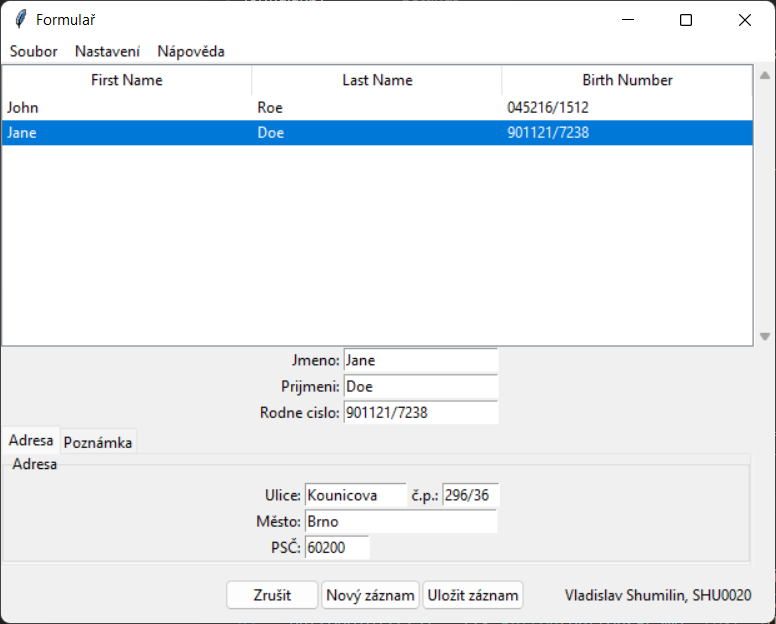 Formulař
Soubor Nastavení Nápověda
First Name Last Name Birth Number
John Roe 045216/1512
Jane Doe 901121/7238
Jmeno: Jane
Prijmeni: Doe
Rodne cislo: 901121/7238
Adresa Poznámka
Adresa
Ulice: Kounicova č.p.: 296/36
Město: Brno
PSČ: 60200
Zrušit Nový záznam Uložit záznam Vladislav Shumilin, SHU0020